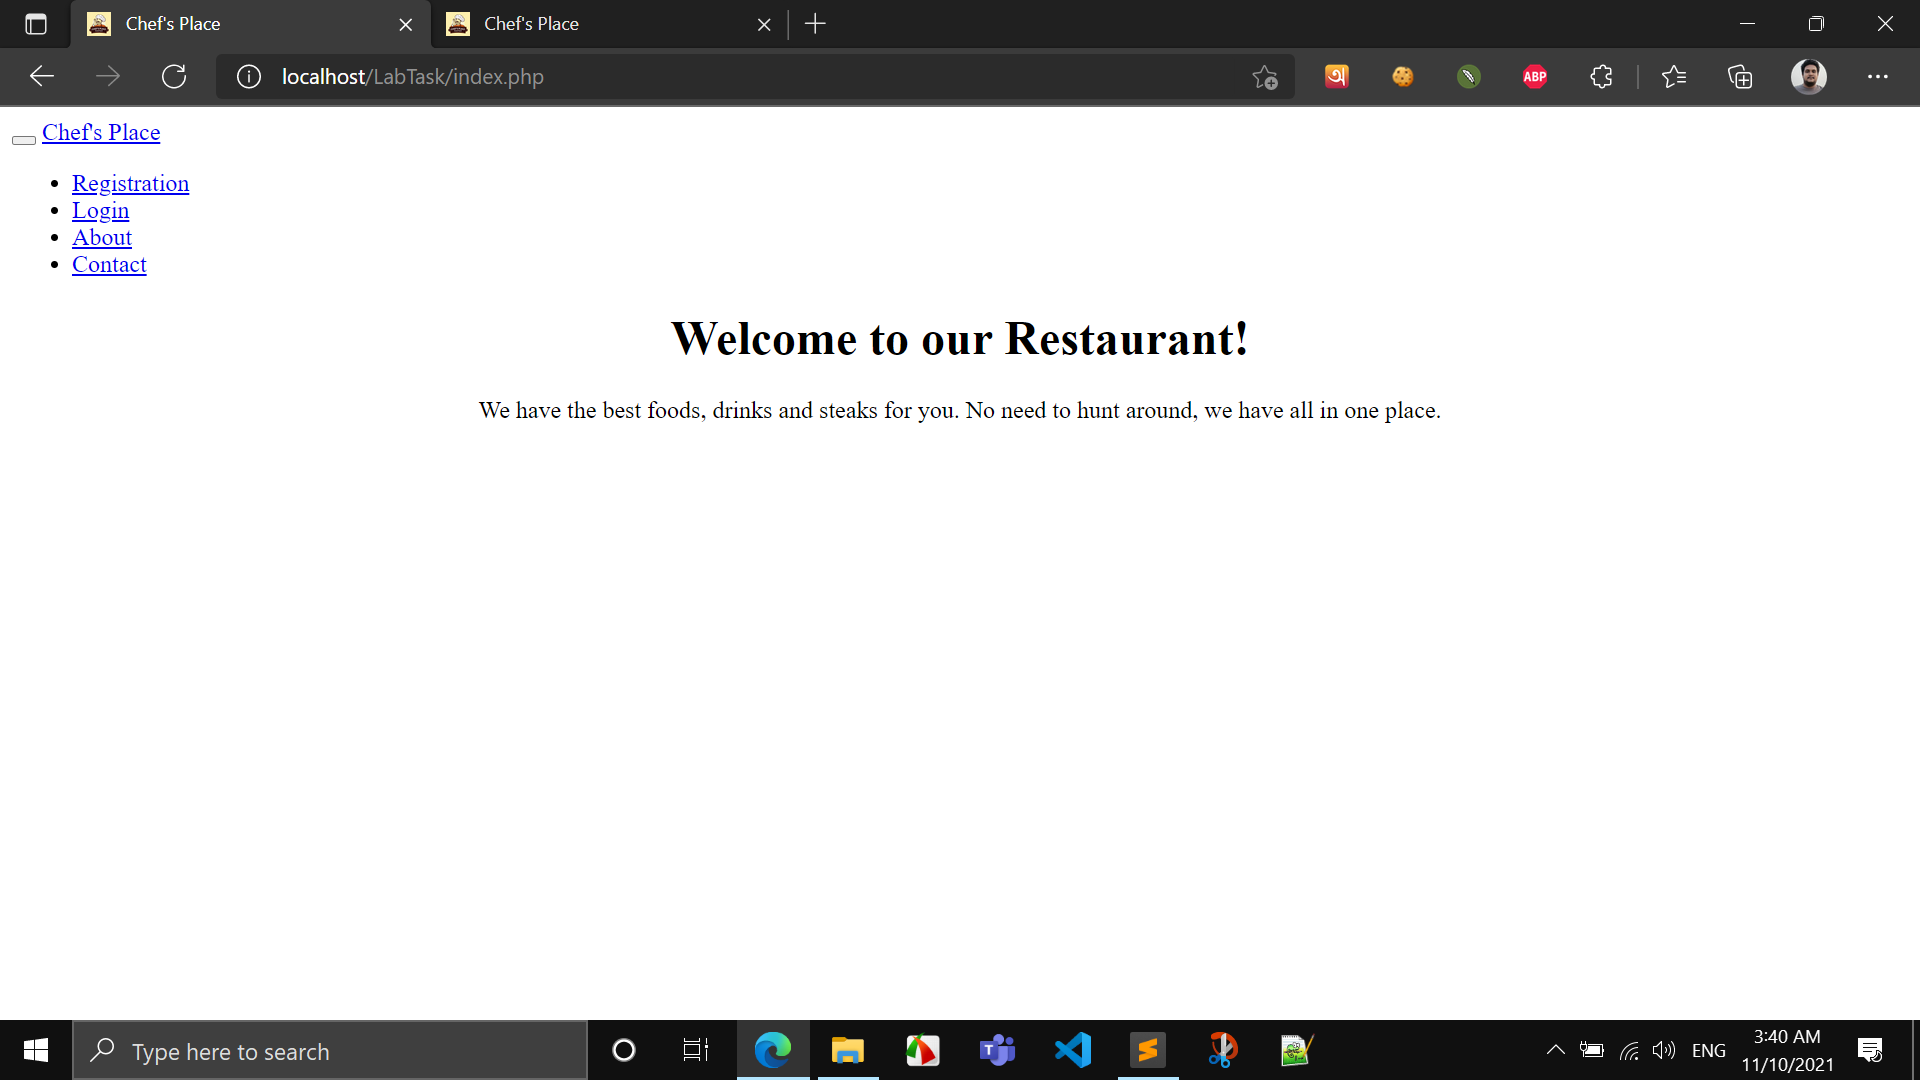 Chef's Place
Chef's Place
localhost/LabTask/index.php
অ
ABP
Chef's Place
Registration
Login
About
Contact
Welcome to our Restaurant!
We have the best foods, drinks and steaks for you. No need to hunt around, we have all in one place.
Type here to search
T
S
ENG
3:40 AM
11/10/2021